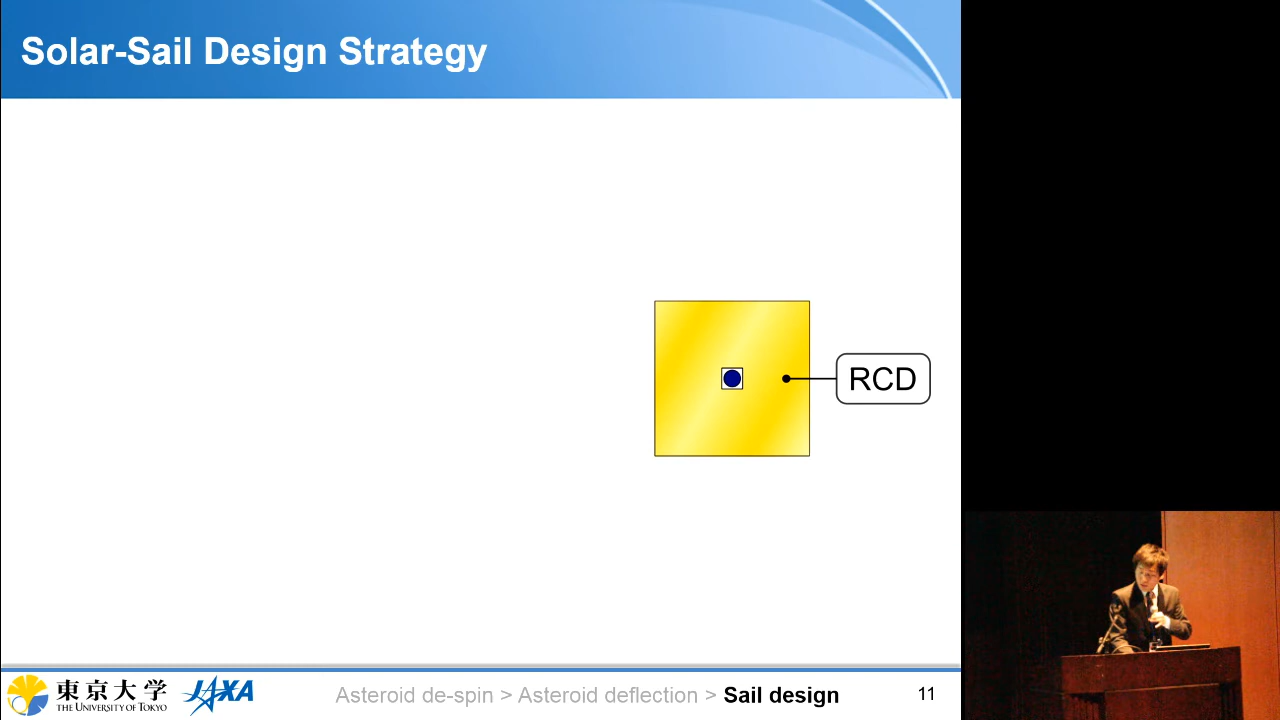 Solar-Sail Design Strategy
RCD
東京大学
THE UNIVERSITY OF TOKYO
JAXA
Asteroid de-spin > Asteroid deflection > Sail design
11